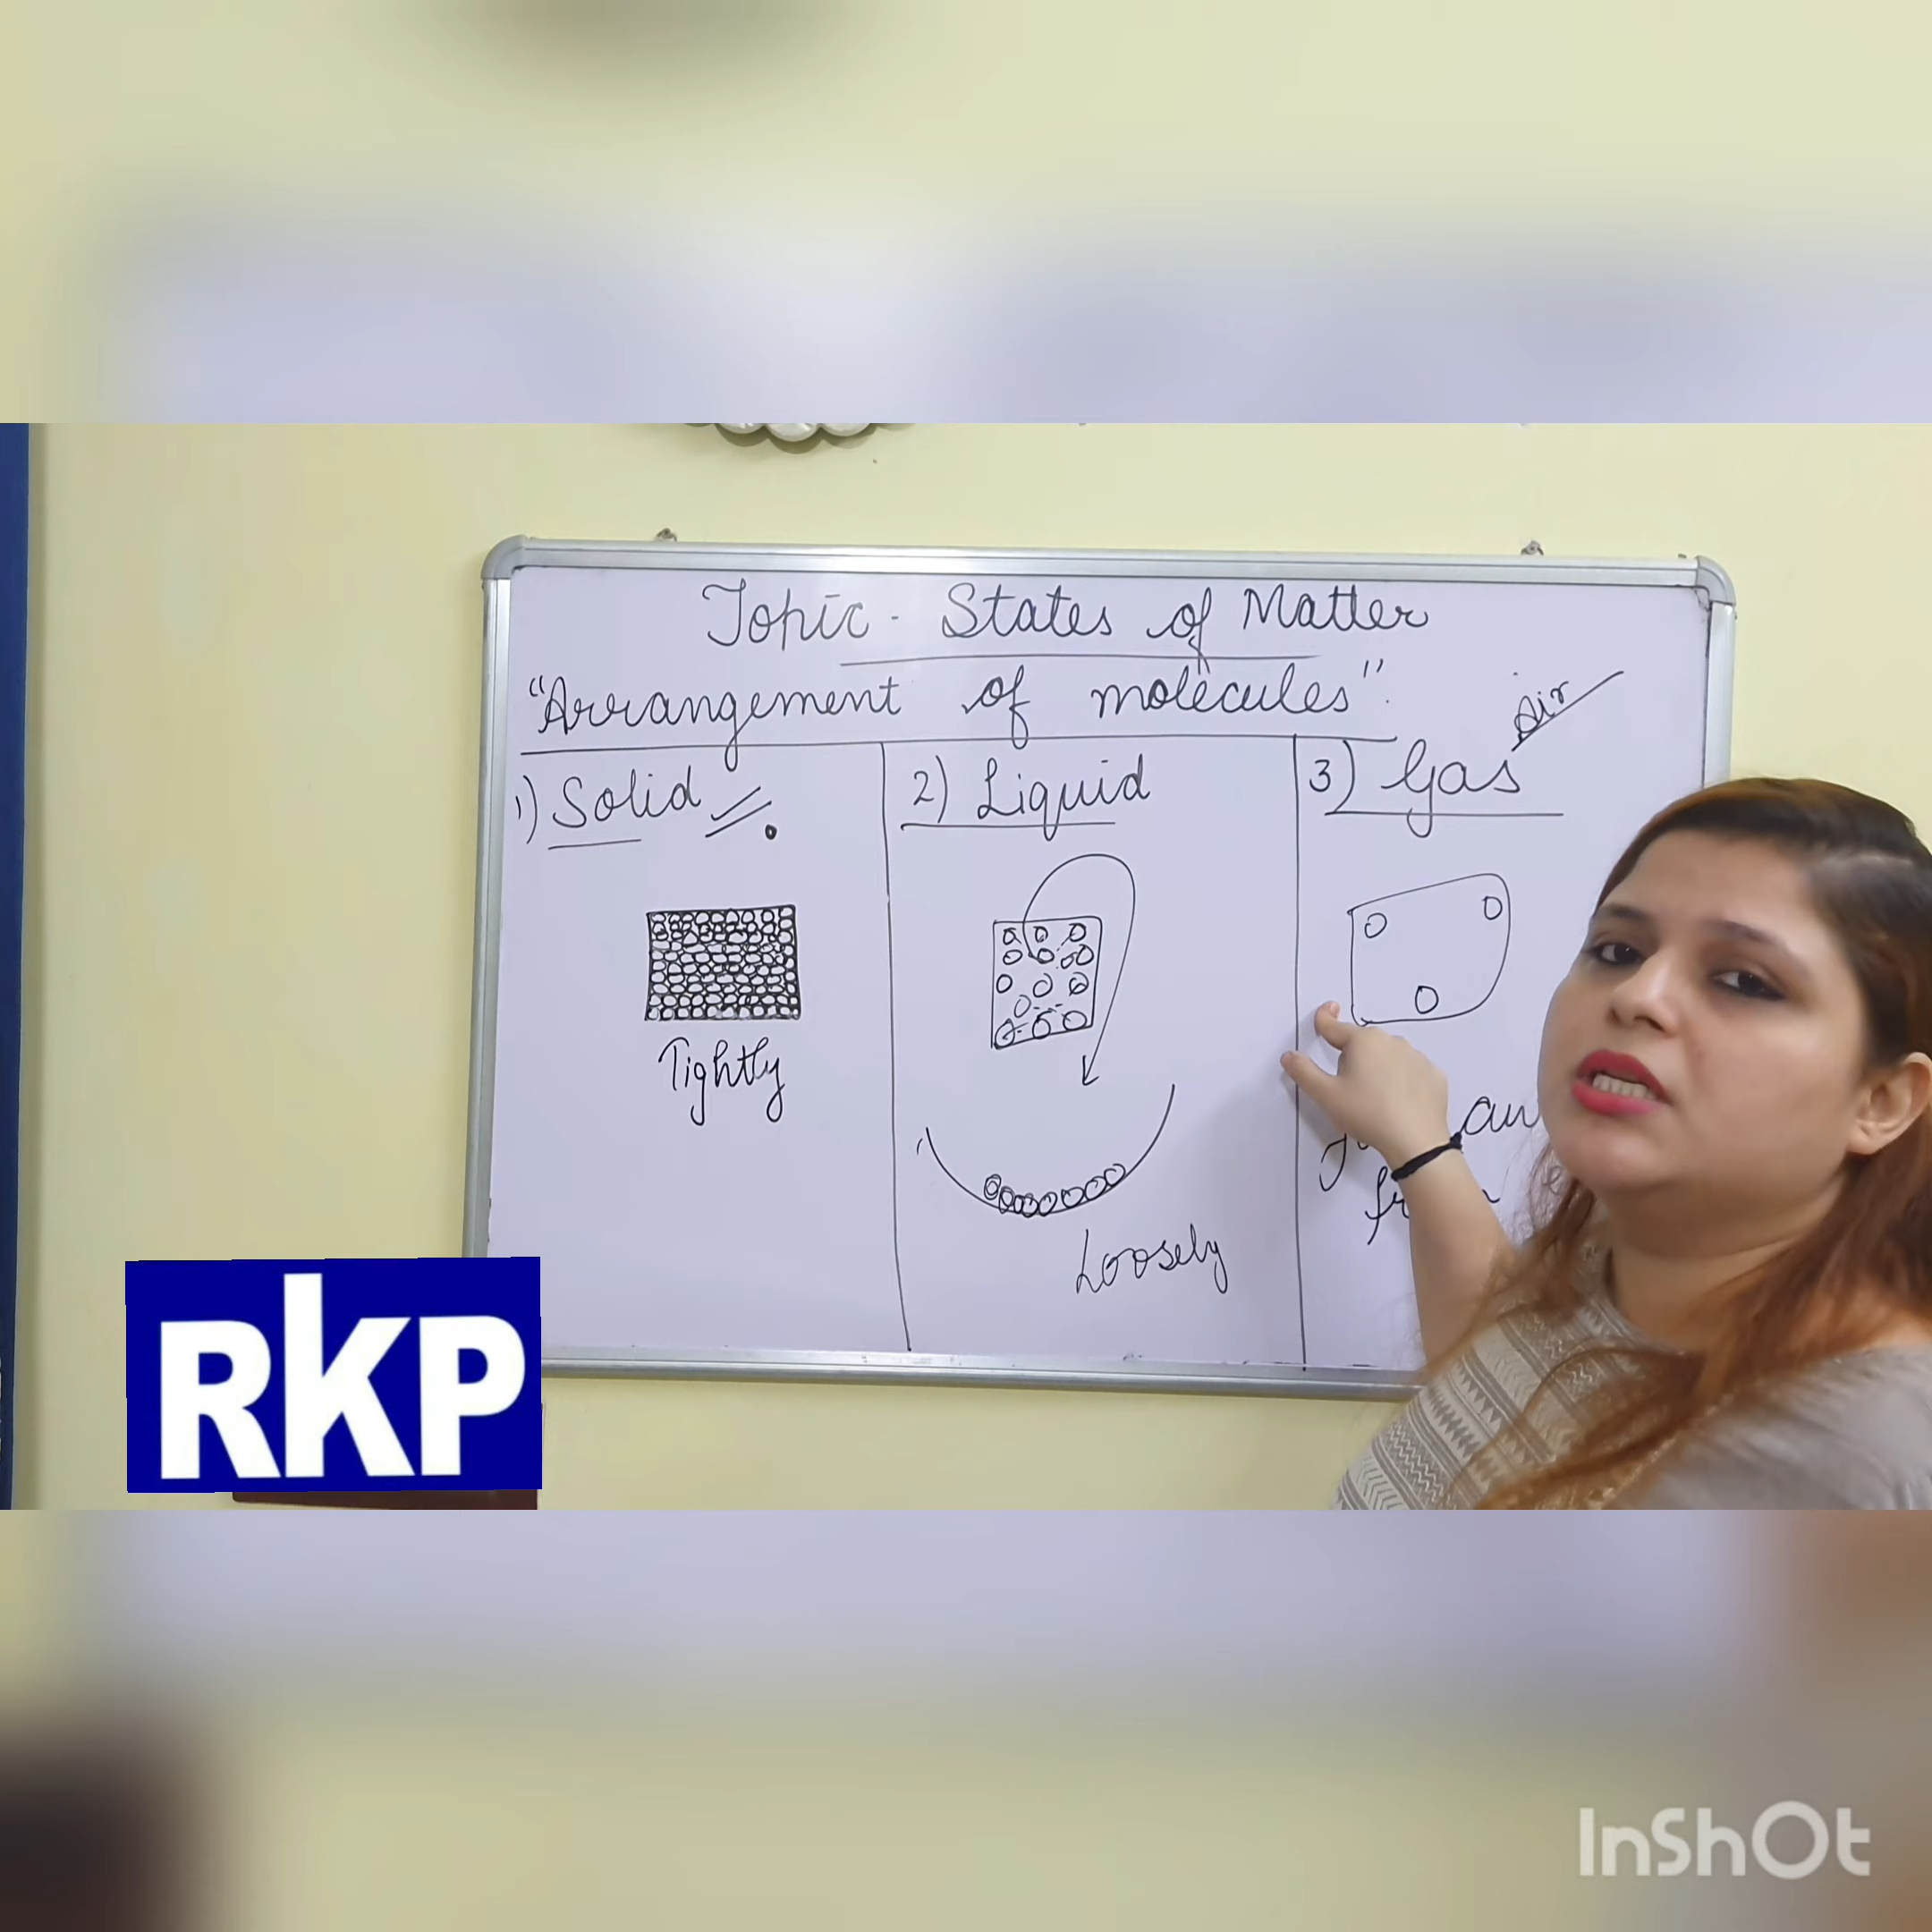 Topic - States of Matter
"Arrangement of molecules".
1) Solid
Tightly
2) Liquid
Loosely
3) Gas
Air
RKP
InShOt